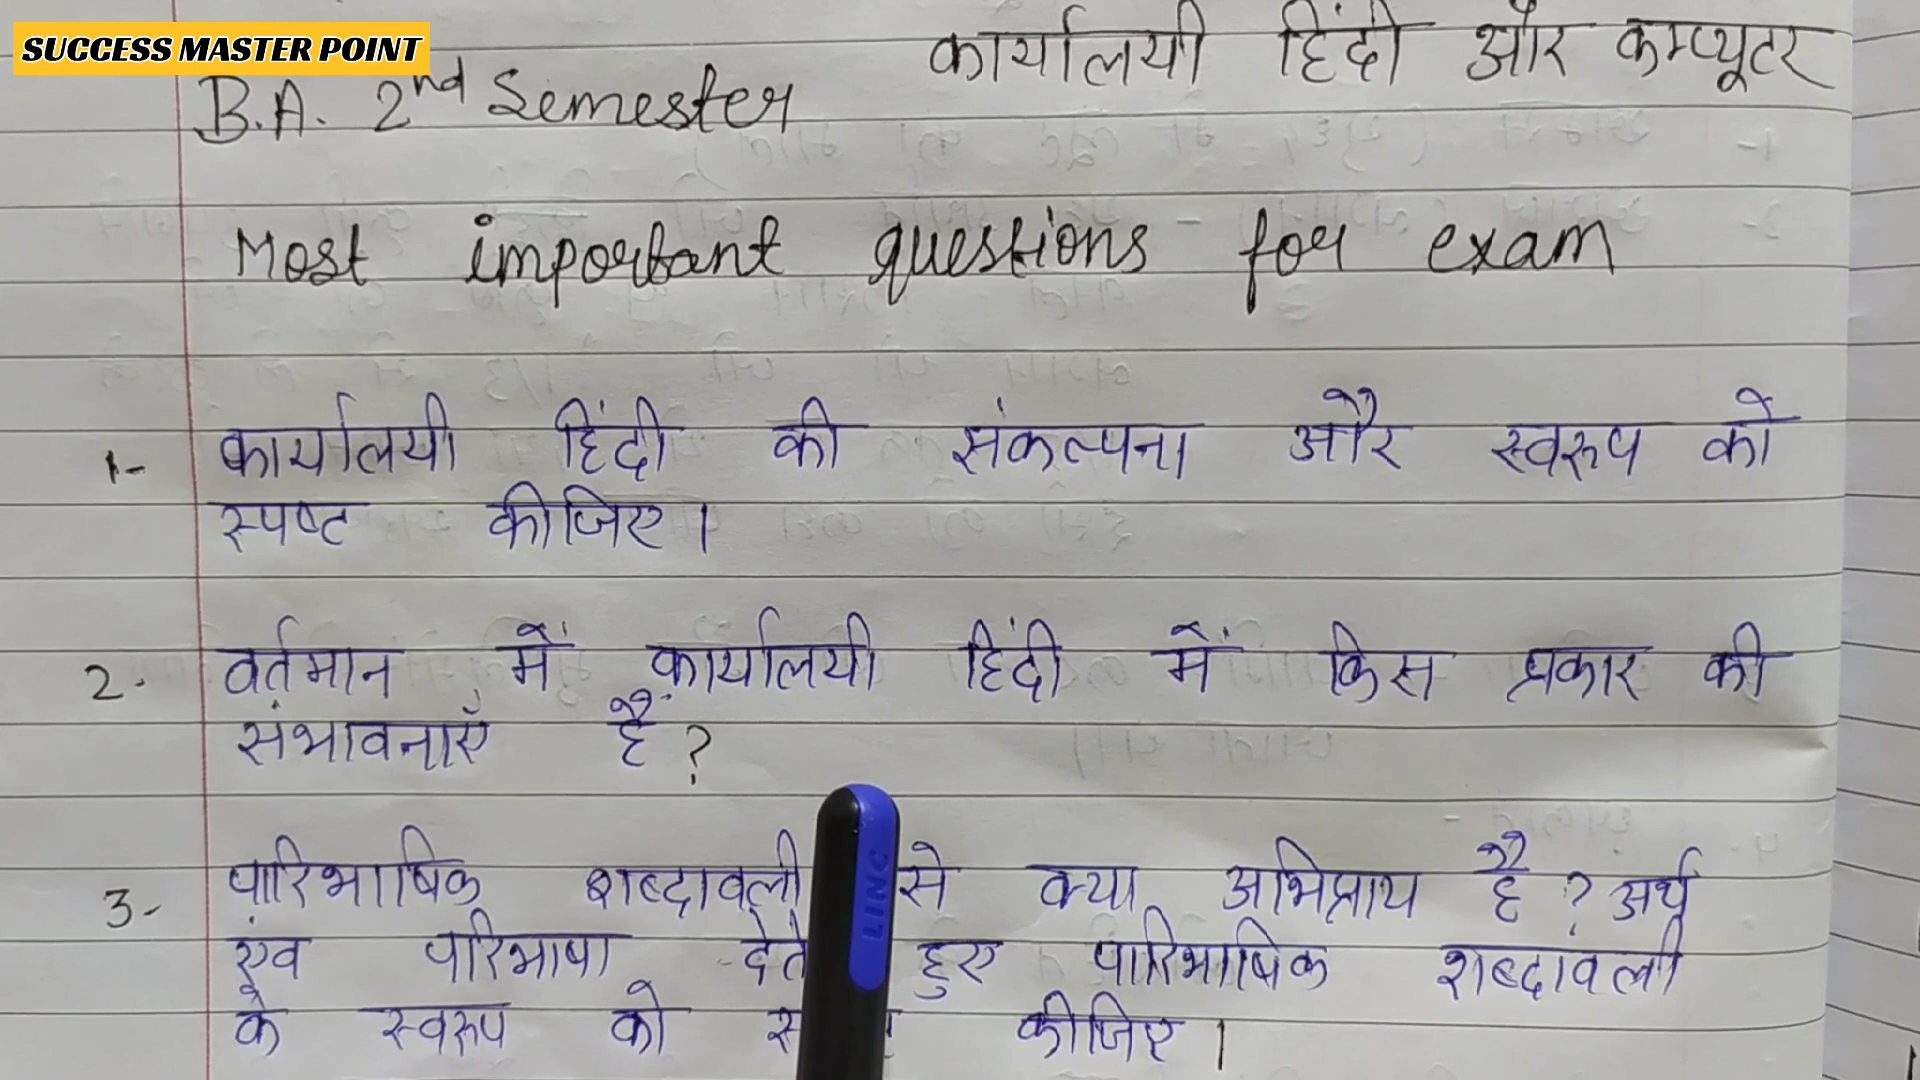 SUCCESS MASTER POINT
कार्यालयी हिंदी और कम्प्यूटर
B.A. 2nd Semester
Most important questions for exam
1- कार्यालयी हिंदी की संकल्पना और स्वरूप को
स्पष्ट कीजिए।
2. वर्तमान में कार्यालयी हिंदी में किस प्रकार की
संभावनाएँ हैं?
3- पारिभाषिक शब्दावली से क्या अभिप्राय है? अर्थ
एंव परिभाषा देते हुए पारिभाषिक शब्दावली
के स्वरूप को कीजिए।
LINC